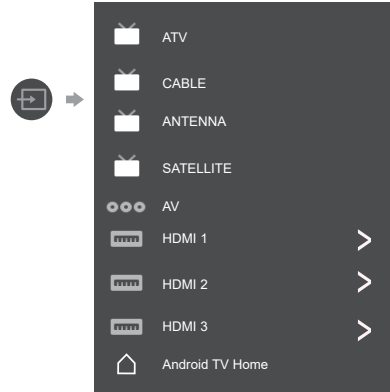 ATV
CABLE
ANTENNA
SATELLITE
AV
HDMI 1
HDMI 2
HDMI 3
Android TV Home